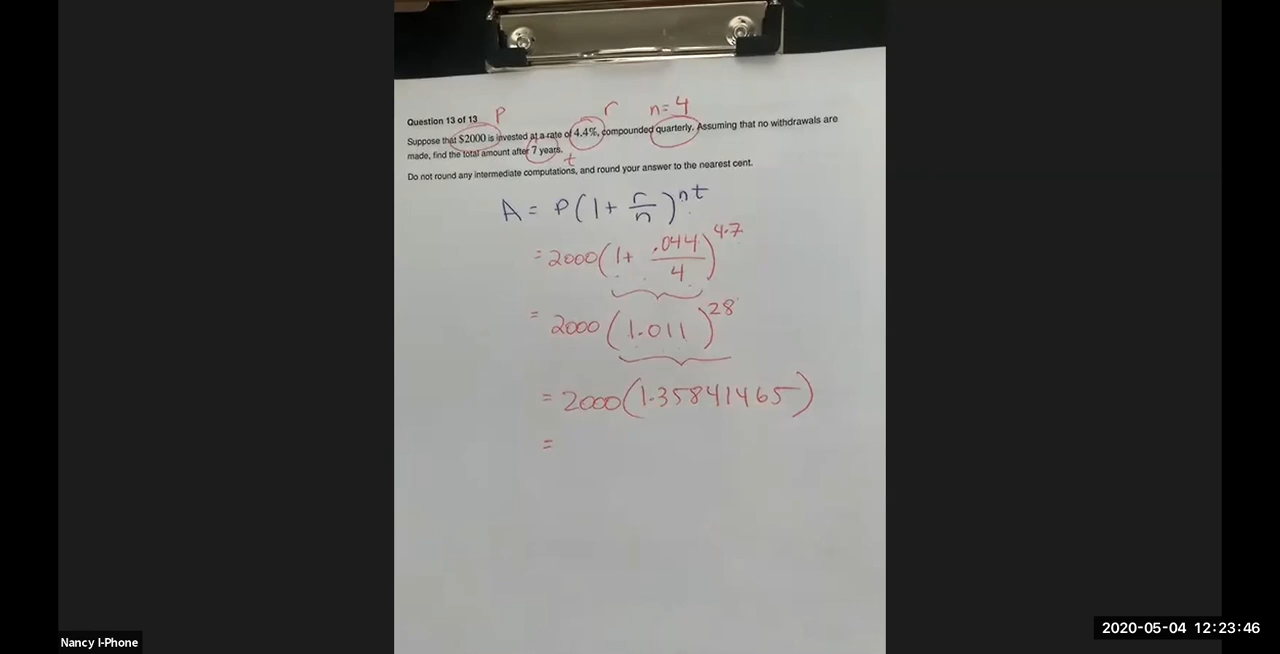 Question 13 of 13 P r n=4
Suppose that $2000 is invested at a rate of 4.4%, compounded quarterly. Assuming that no withdrawals are
made, find the total amount after 7 years.
t
Do not round any intermediate computations, and round your answer to the nearest cent.
A = P(1+ r/n)^nt
=2000(1+ .044/4)^4·7
= 2000(1.011)^28
= 2000(1.35841465)
=
Nancy I-Phone
2020-05-04 12:23:46